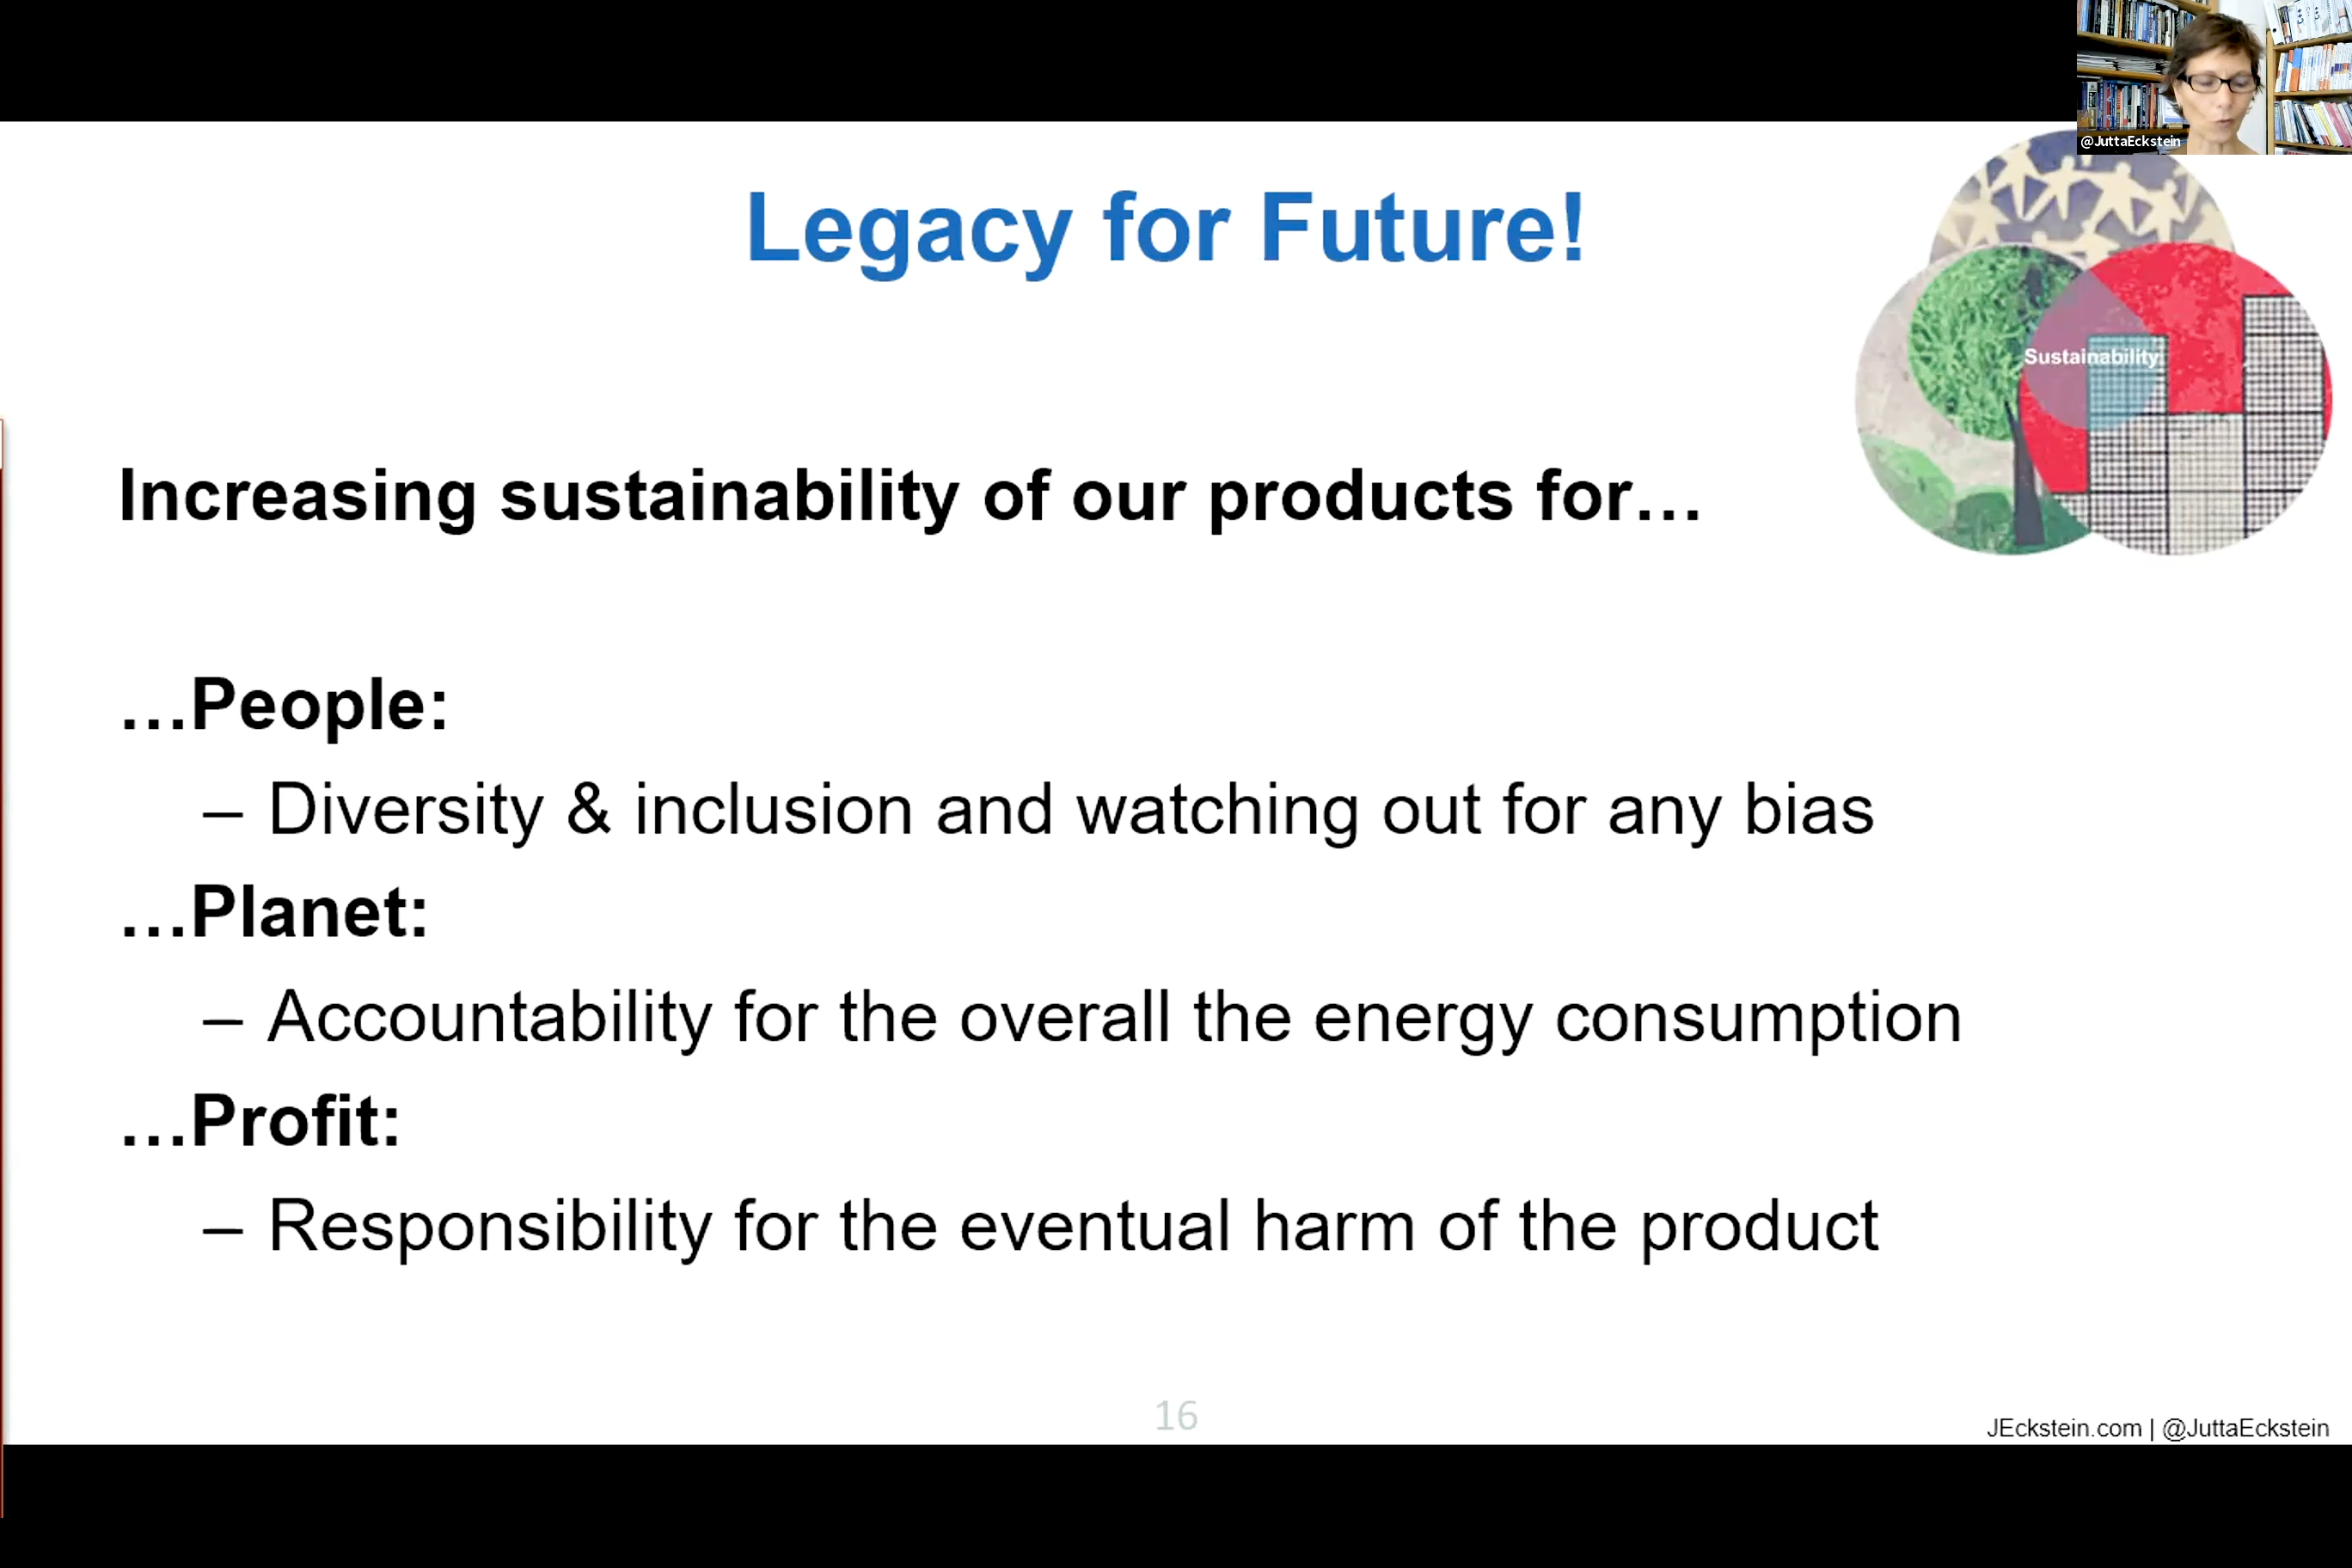 @JuttaEckstein
Legacy for Future!
Sustainability
Increasing sustainability of our products for…
…People:
– Diversity & inclusion and watching out for any bias
…Planet:
– Accountability for the overall the energy consumption
…Profit:
– Responsibility for the eventual harm of the product
16
JEckstein.com | @JuttaEckstein